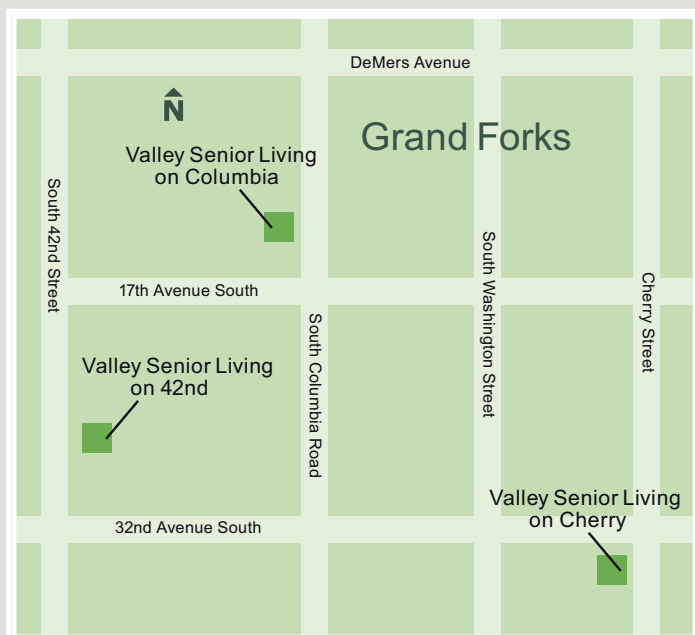 DeMers Avenue
N
Grand Forks
Valley Senior Living
on Columbia
South 42nd Street
South Washington Street
Cherry Street
17th Avenue South
South Columbia Road
Valley Senior Living
on 42nd
Valley Senior Living
on Cherry
32nd Avenue South